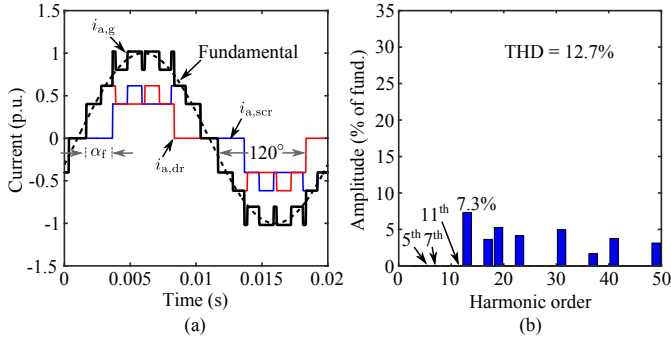 (a)
i_a,g
Fundamental
i_a,scr
α_f
120°
i_a,dr
Current (p.u.)
1.5
1
0.5
0
-0.5
-1
-1.5
0
0.005
0.01
0.015
0.02
Time (s)
(a)
(b)
THD = 12.7%
7.3%
11th
7th
5th
Amplitude (% of fund.)
35
30
25
20
15
10
5
0
0
10
20
30
40
50
Harmonic order
(b)